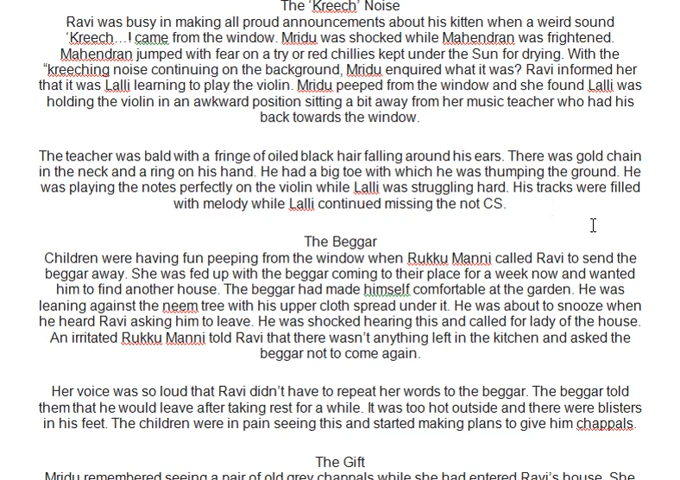 The 'Kreech' Noise
Ravi was busy in making all proud announcements about his kitten when a weird sound
'Kreech...I came from the window. Mridu was shocked while Mahendran was frightened.
Mahendran jumped with fear on a try or red chillies kept under the Sun for drying. With the
"kreeching noise continuing on the background, Mridu enquired what it was? Ravi informed her
that it was Lalli learning to play the violin. Mridu peeped from the window and she found Lalli was
holding the violin in an awkward position sitting a bit away from her music teacher who had his
back towards the window.
The teacher was bald with a fringe of oiled black hair falling around his ears. There was gold chain
in the neck and a ring on his hand. He had a big toe with which he was thumping the ground. He
was playing the notes perfectly on the violin while Lalli was struggling hard. His tracks were filled
with melody while Lalli continued missing the not CS.
The Beggar
Children were having fun peeping from the window when Rukku Manni called Ravi to send the
beggar away. She was fed up with the beggar coming to their place for a week now and wanted
him to find another house. The beggar had made himself comfortable at the garden. He was
leaning against the neem tree with his upper cloth spread under it. He was about to snooze when
he heard Ravi asking him to leave. He was shocked hearing this and called for lady of the house.
An irritated Rukku Manni told Ravi that there wasn't anything left in the kitchen and asked the
beggar not to come again.
Her voice was so loud that Ravi didn't have to repeat her words to the beggar. The beggar told
them that he would leave after taking rest for a while. It was too hot outside and there were blisters
in his feet. The children were in pain seeing this and started making plans to give him chappals.
The Gift
Mridu remembered seeing a pair of old grey chappals while she had entered Ravi's house. She